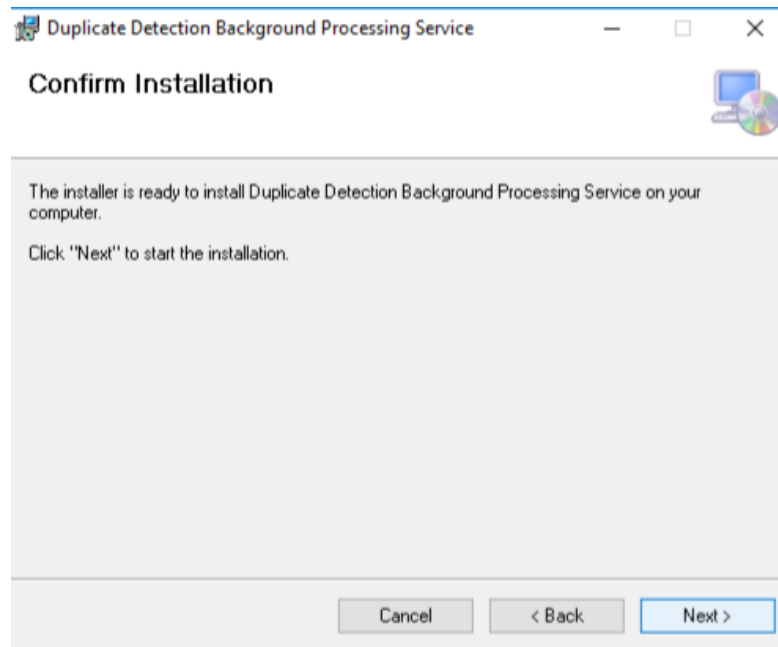 Duplicate Detection Background Processing Service
Confirm Installation
The installer is ready to install Duplicate Detection Background Processing Service on your
computer.
Click "Next" to start the installation.
Cancel
< Back
Next >